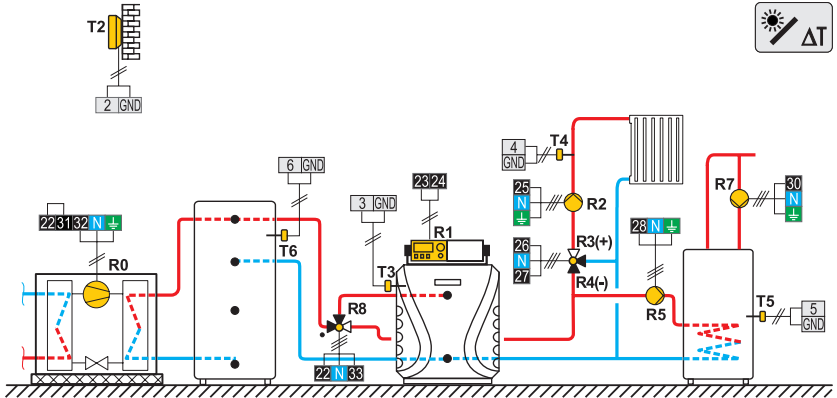 T2
ΔT
2 GND
4
GND
T4
6 GND
3 GND
23 24
25
N
R2
R7
30
N
22 31 32 N
R0
T6
R1
26
N
27
R3(+)
R4(-)
28 N
T3
R8
R5
T5
5
GND
22 N 33